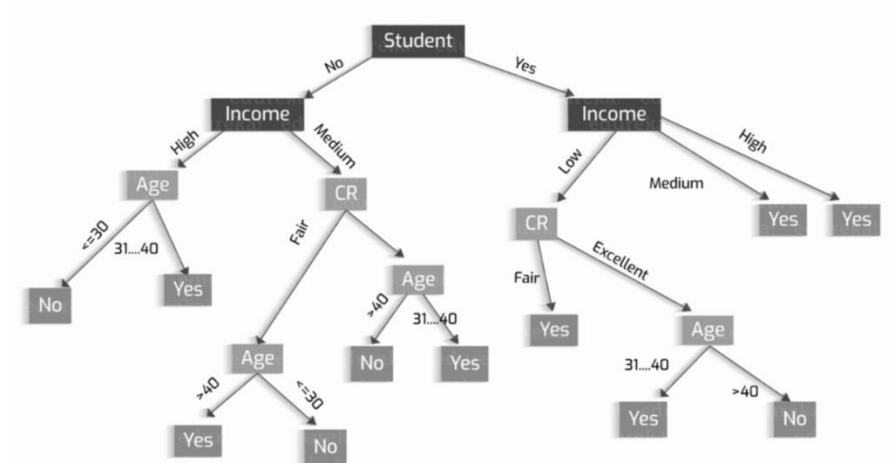 Student
No
Yes
Income
Income
High
Medium
Low
Medium
High
Age
CR
CR
Yes
Yes
<=30
31....40
Fair
Fair
Excellent
No
Yes
Age
Yes
Age
>40
31....40
Age
No
Yes
31....40
>40
>40
<=30
Yes
No
Yes
No